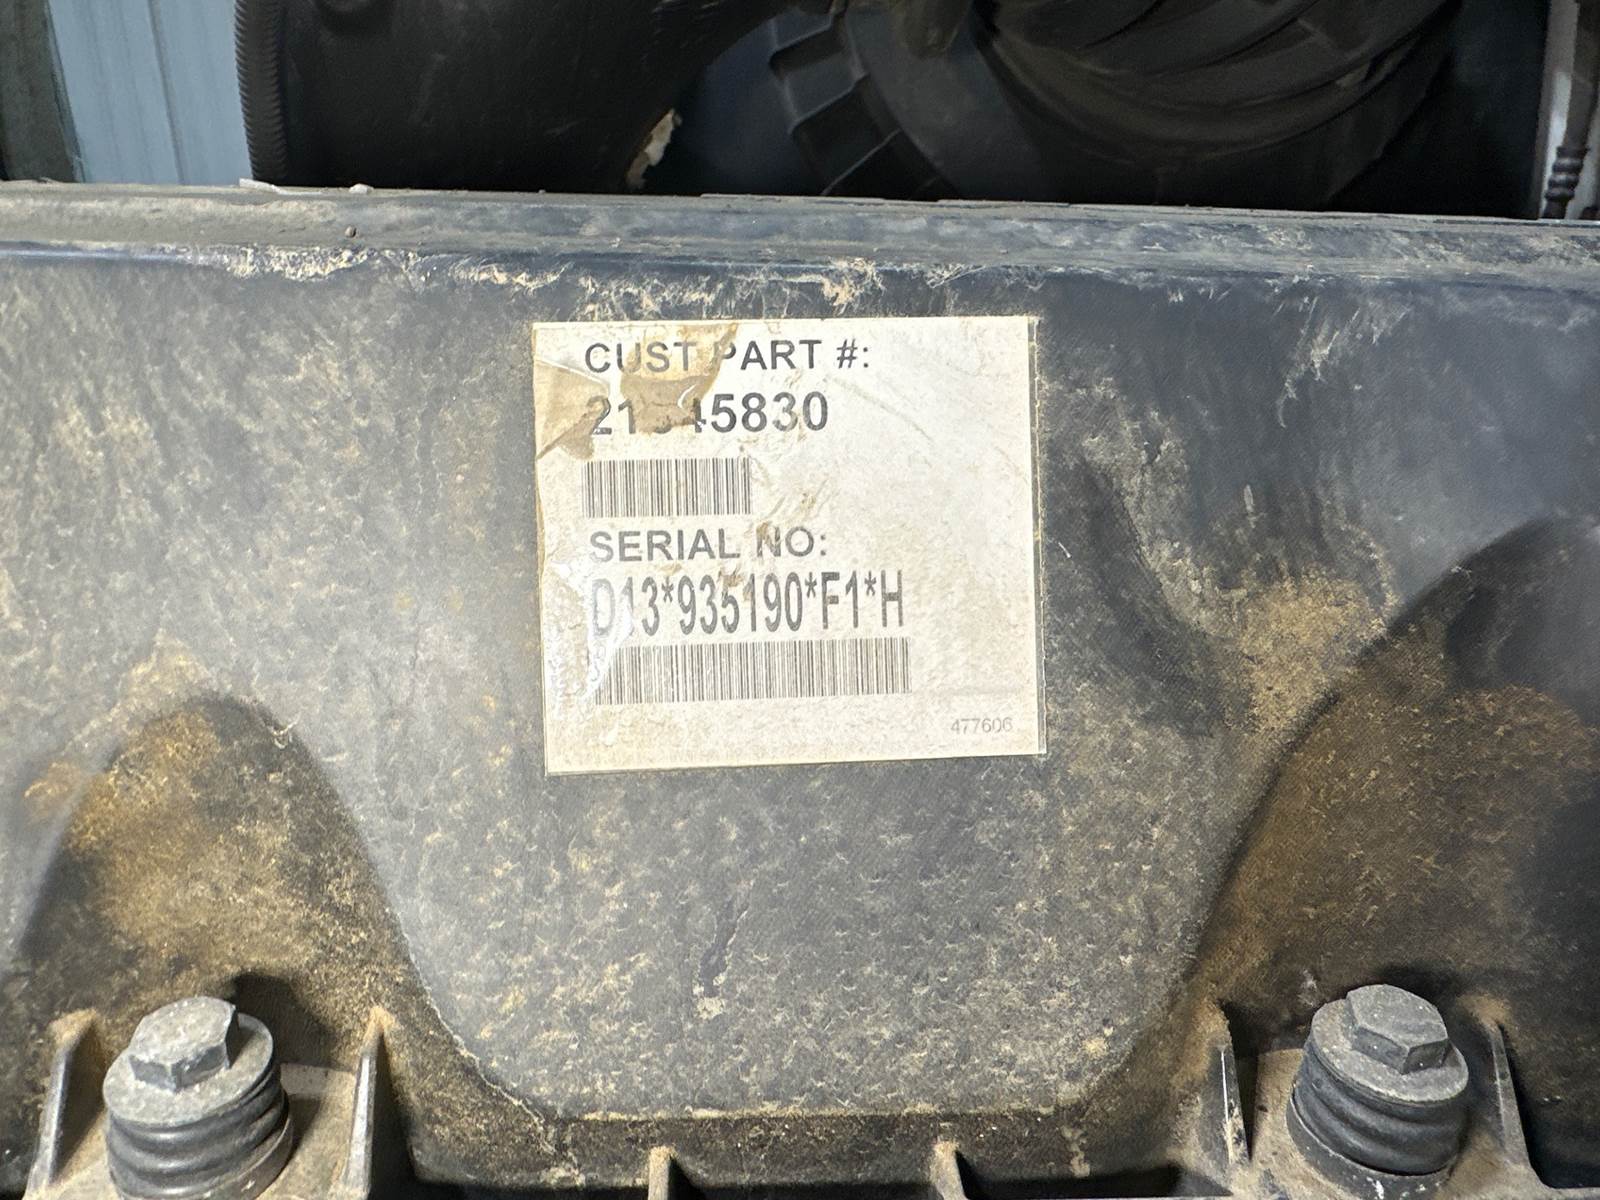 CUST PART #:
SERIAL NO:
D13*935190*F1*H
477606